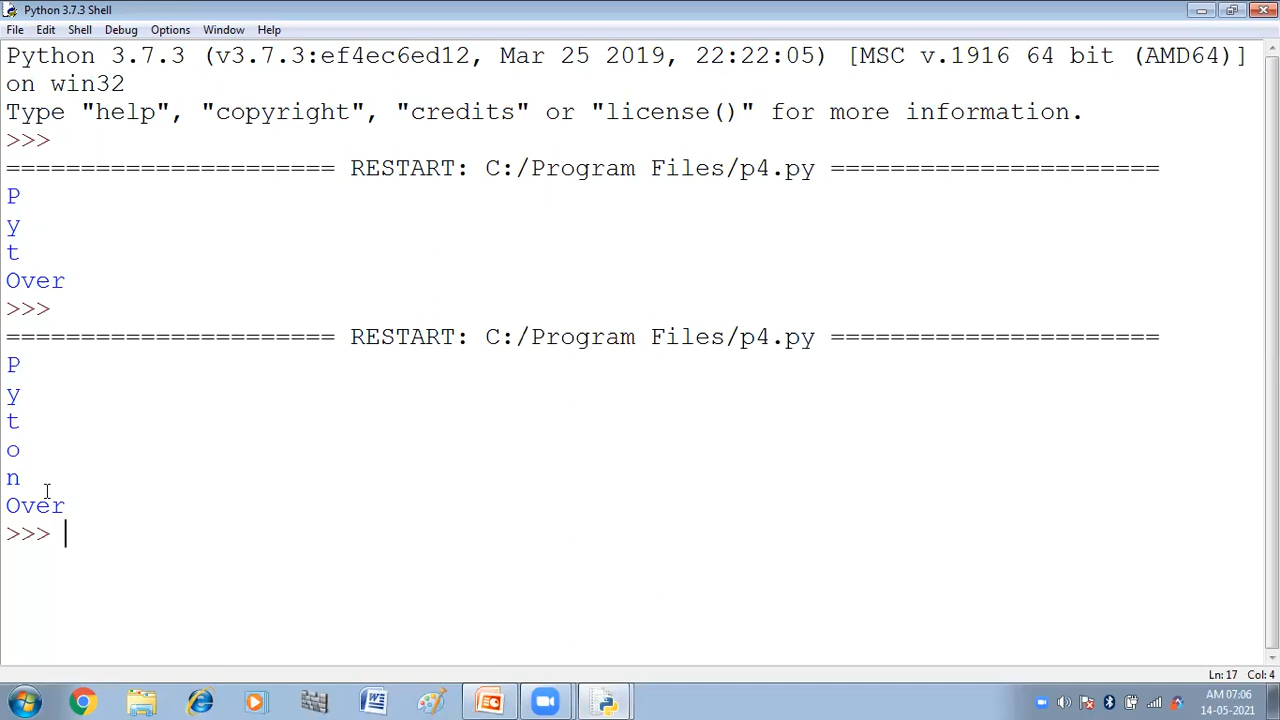 Python 3.7.3 Shell
File Edit Shell Debug Options Window Help
Python 3.7.3 (v3.7.3:ef4ec6ed12, Mar 25 2019, 22:22:05) [MSC v.1916 64 bit (AMD64)]
on win32
Type "help", "copyright", "credits" or "license()" for more information.
>>>
====================== RESTART: C:/Program Files/p4.py ======================
P
y
t
Over
>>>
====================== RESTART: C:/Program Files/p4.py ======================
P
y
t
o
n
Over
>>>
Ln: 17 Col: 4
AM 07:06
14-05-2021